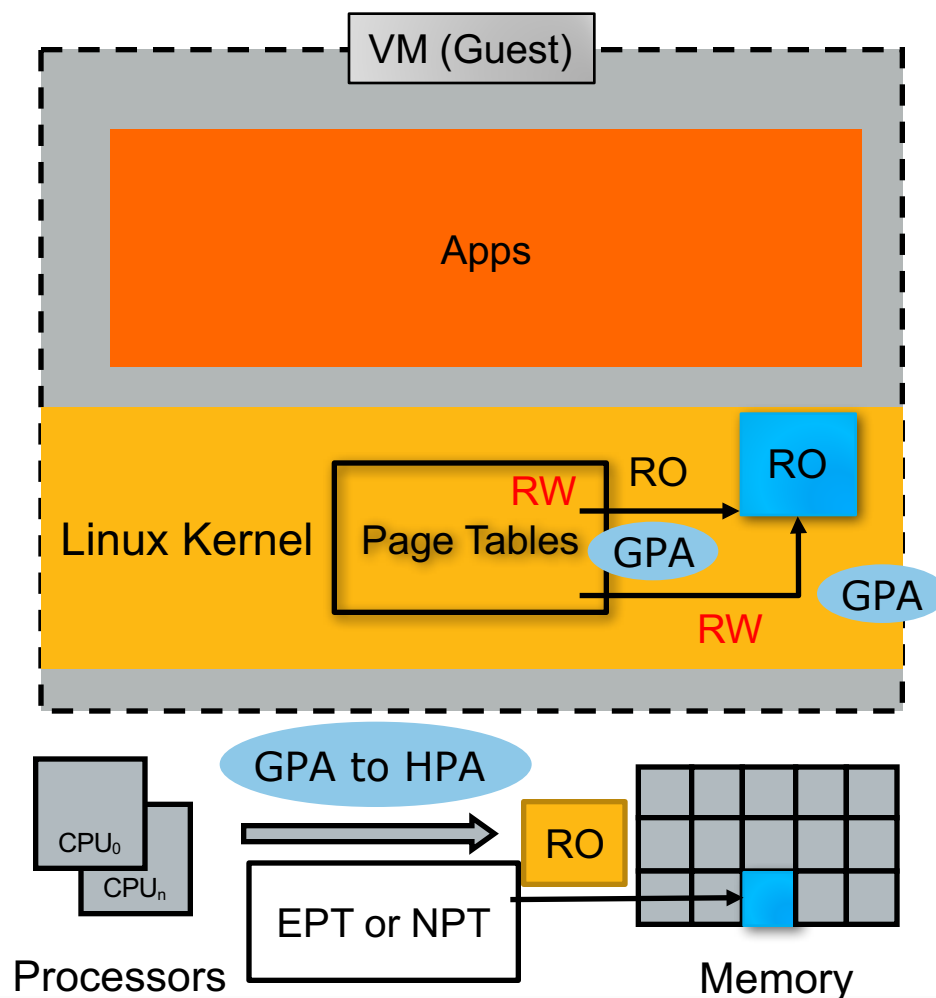 VM (Guest)
Apps
RO
RW
RO
Linux Kernel
Page Tables
GPA
GPA
RW
GPA to HPA
CPU0
CPUn
RO
EPT or NPT
Processors
Memory